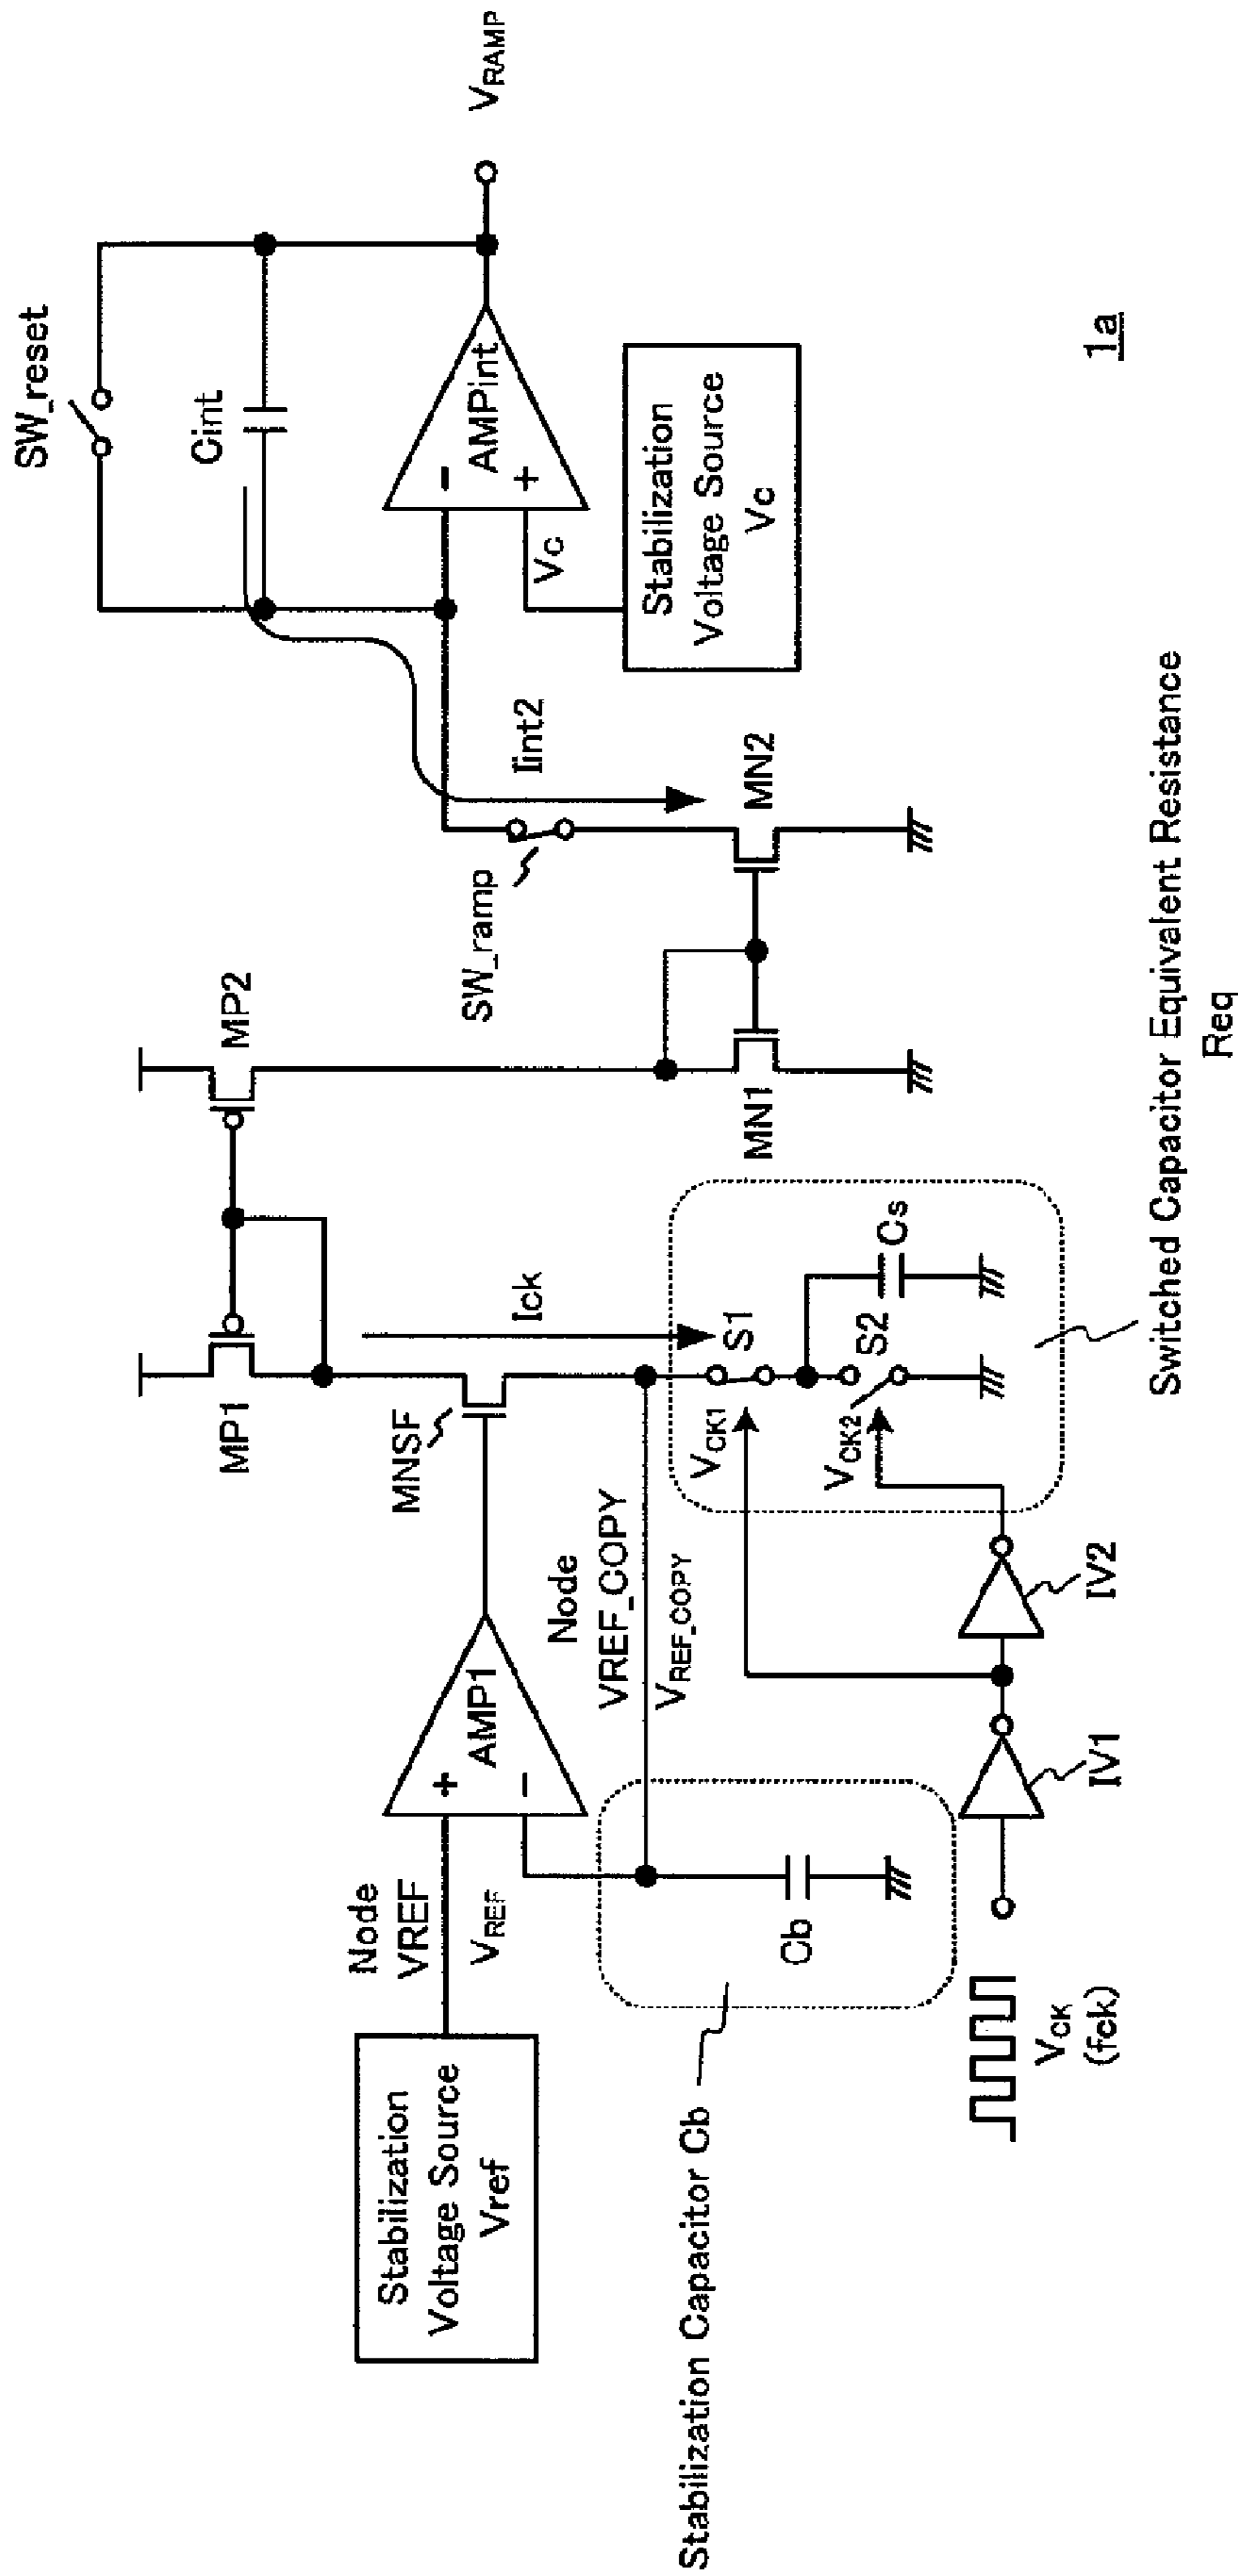 SW_reset
Cint
AMPint
-
+
Vc
Stabilization
Voltage Source
Vc
VRAMP
Iint2
SW_ramp
MN2
MN1
MP2
MP1
Ick
MNSF
AMP1
+
-
Node
VREF
VREF
Stabilization
Voltage Source
Vref
Node
VREF_COPY
VREF_COPY
S1
S2
Cs
VCK1
VCK2
Cb
IV1
IV2
VCK
(fck)
Stabilization Capacitor Cb
Switched Capacitor Equivalent Resistance
Req
1a